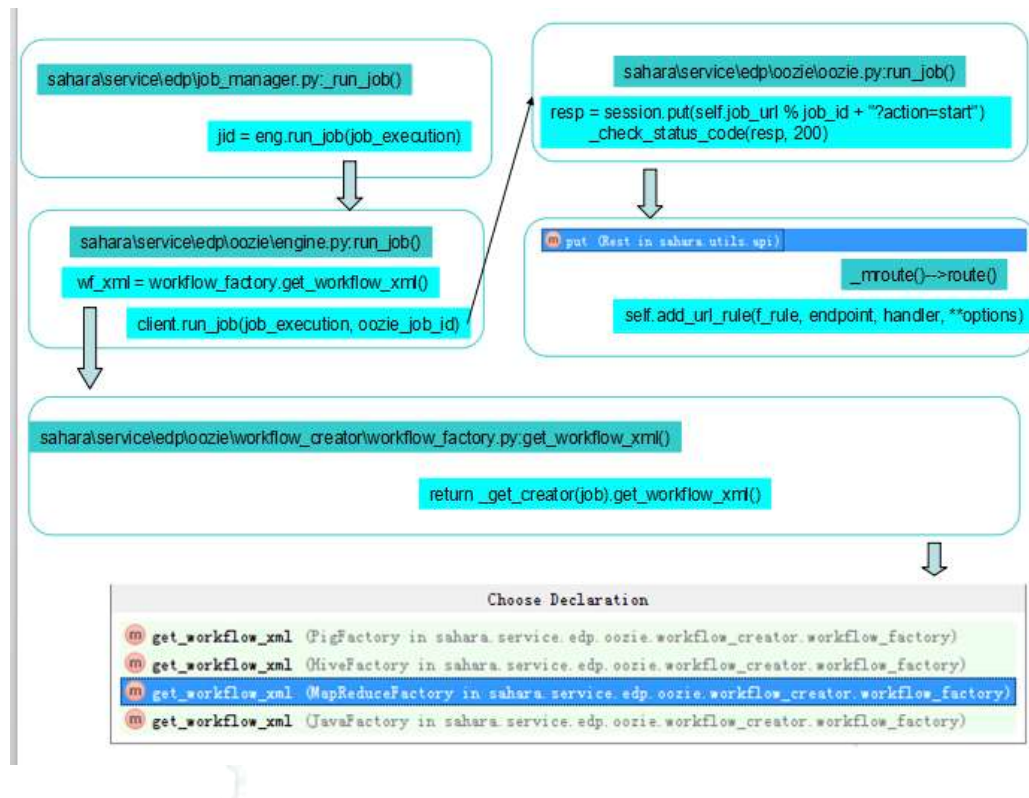 sahara\service\edp\job_manager.py:_run_job()
jid = eng.run_job(job_execution)
sahara\service\edp\oozie\engine.py:run_job()
wf_xml = workflow_factory.get_workflow_xml()
client.run_job(job_execution, oozie_job_id)
sahara\service\edp\oozie\oozie.py:run_job()
resp = session.put(self.job_url % job_id + "?action=start")
_check_status_code(resp, 200)
m put (Rest in sahara.utils.api)
_mroute()-->route()
self.add_url_rule(f_rule, endpoint, handler, **options)
sahara\service\edp\oozie\workflow_creator\workflow_factory.py:get_workflow_xml()
return _get_creator(job).get_workflow_xml()
Choose Declaration
m get_workflow_xml (PigFactory in sahara.service.edp.oozie.workflow_creator.workflow_factory)
m get_workflow_xml (HiveFactory in sahara.service.edp.oozie.workflow_creator.workflow_factory)
m get_workflow_xml (MapReduceFactory in sahara.service.edp.oozie.workflow_creator.workflow_factory)
m get_workflow_xml (JavaFactory in sahara.service.edp.oozie.workflow_creator.workflow_factory)